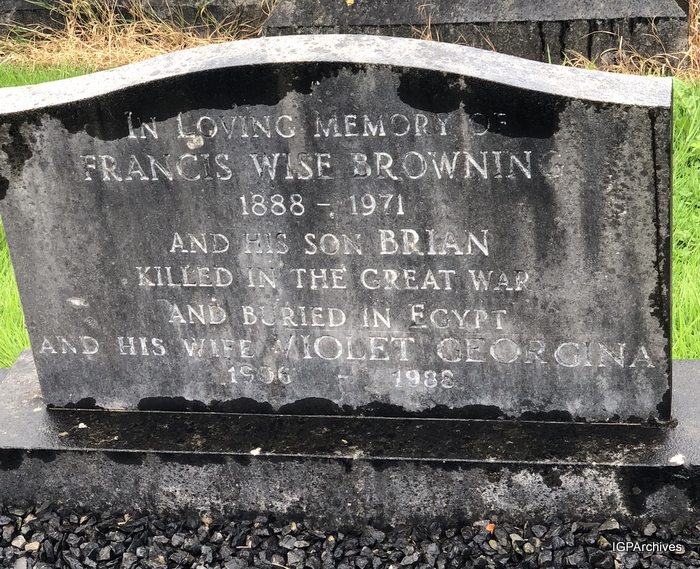 IN LOVING MEMORY OF
FRANCIS WISE BROWNING
1888 - 1971
AND HIS SON BRIAN
KILLED IN THE GREAT WAR
AND BURIED IN EGYPT
AND HIS WIFE VIOLET GEORGINA
1906 - 1988
IGPArchives